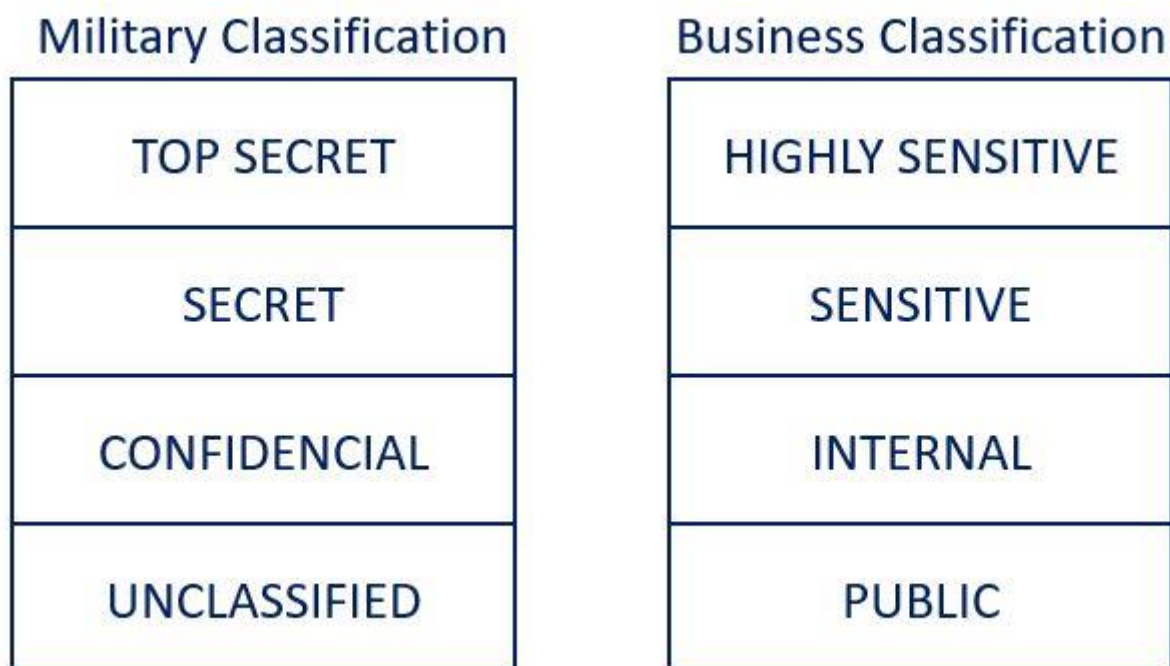 Military Classification
TOP SECRET
SECRET
CONFIDENCIAL
UNCLASSIFIED
Business Classification
HIGHLY SENSITIVE
SENSITIVE
INTERNAL
PUBLIC